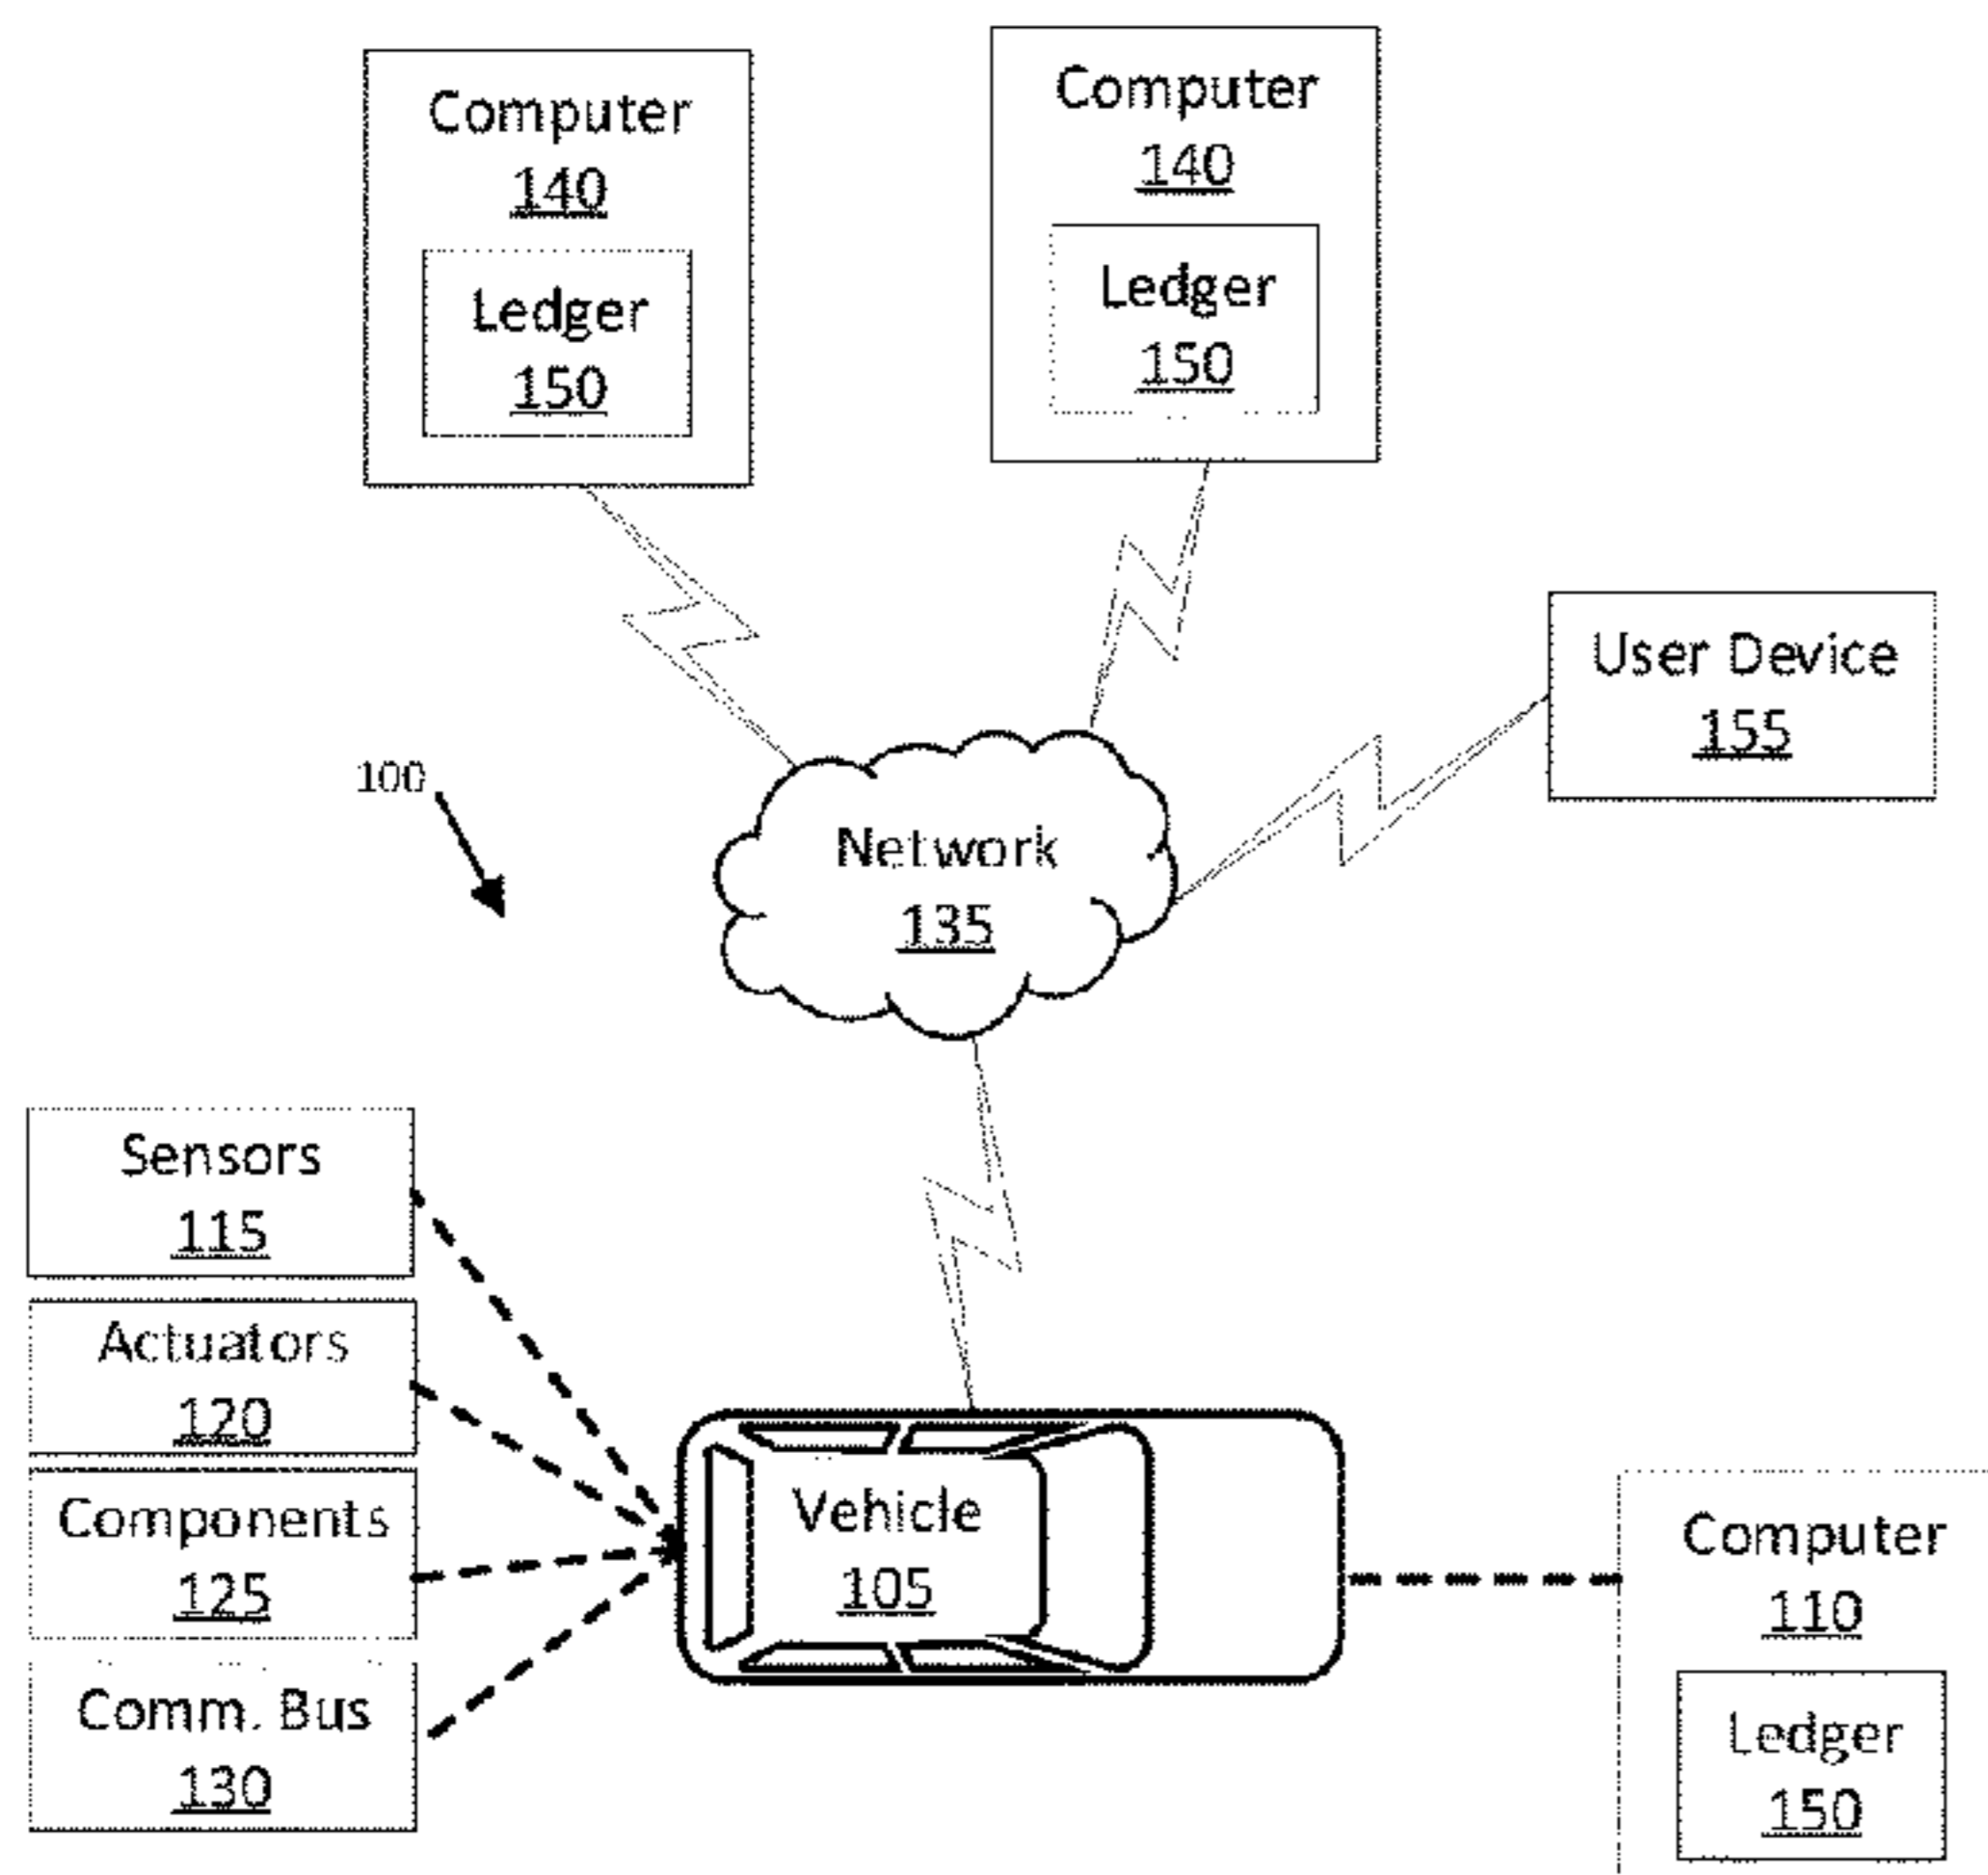 Computer
140
Ledger
150
Computer
140
Ledger
150
User Device
155
100
Network
135
Sensors
115
Actuators
120
Components
125
Comm. Bus
130
Vehicle
105
Computer
110
Ledger
150